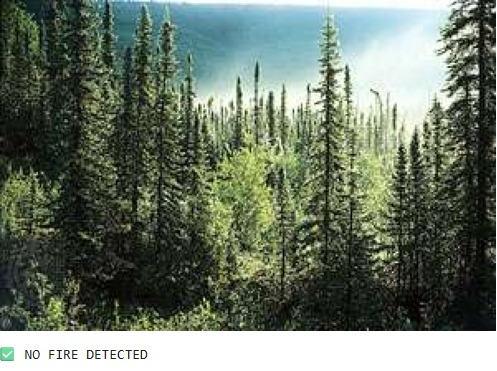 ✅ NO FIRE DETECTED